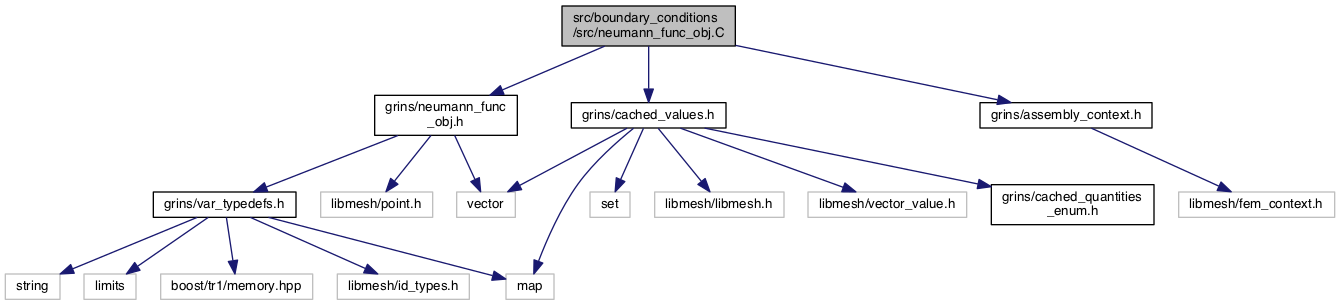 src/boundary_conditions
/src/neumann_func_obj.C
grins/neumann_func
_obj.h
grins/cached_values.h
grins/assembly_context.h
grins/var_typedefs.h
libmesh/point.h
vector
set
libmesh/libmesh.h
libmesh/vector_value.h
grins/cached_quantities
_enum.h
libmesh/fem_context.h
string
limits
boost/tr1/memory.hpp
libmesh/id_types.h
map